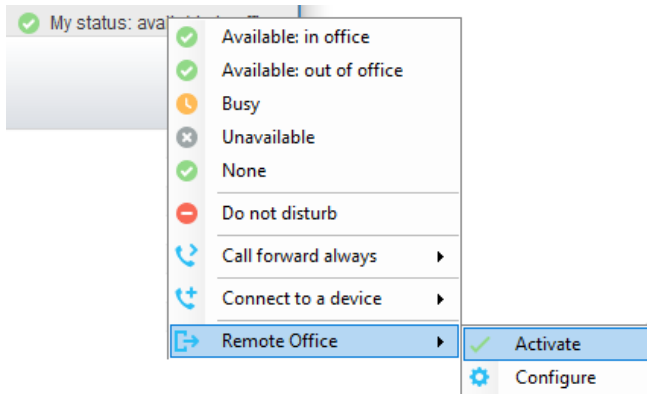 My status: ava
Available: in office
Available: out of office
Busy
Unavailable
None
Do not disturb
Call forward always
Connect to a device
Remote Office
Activate
Configure